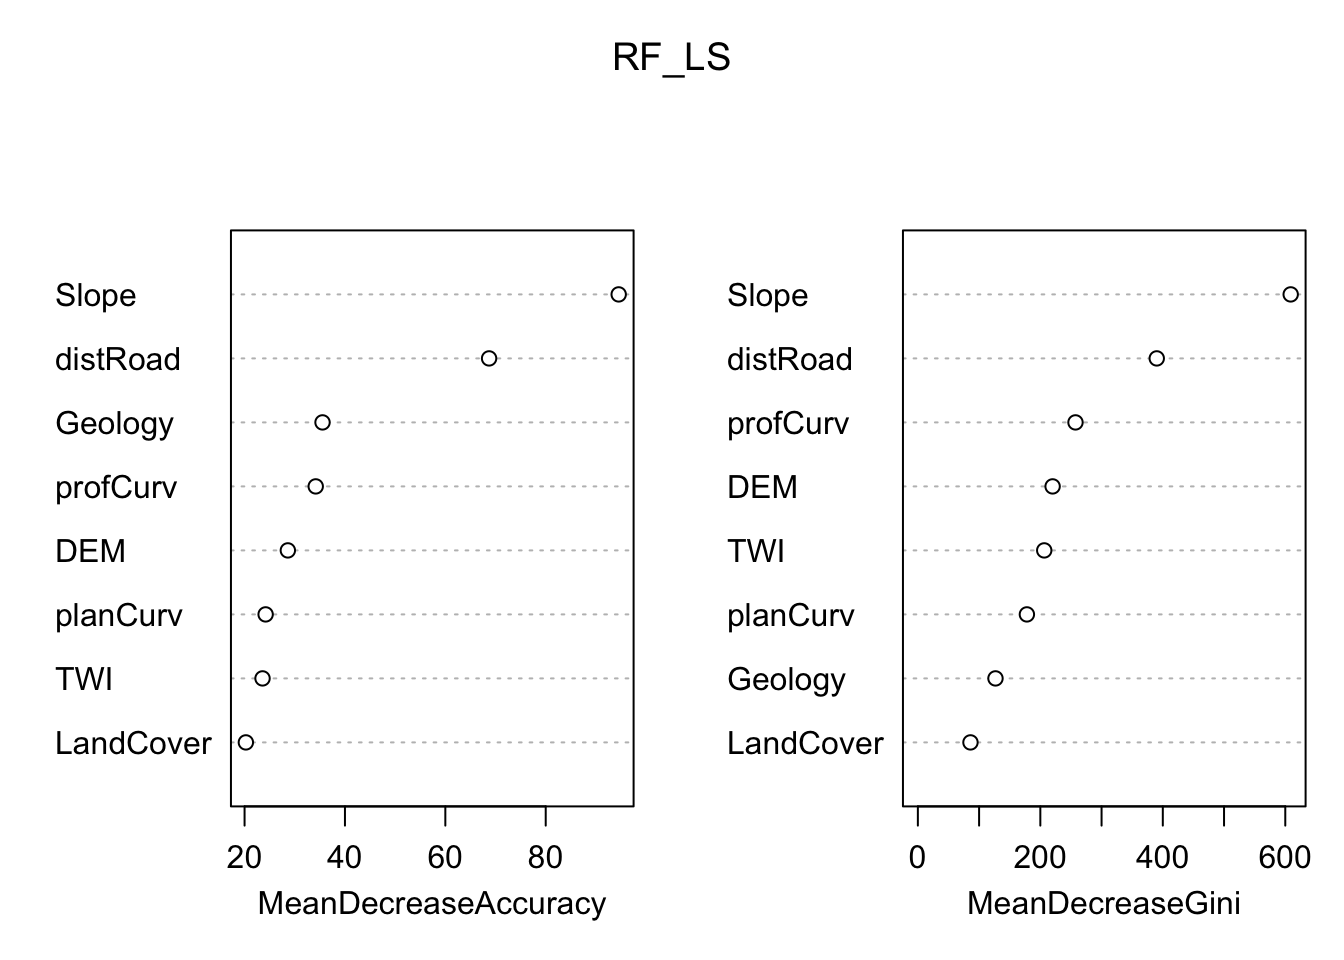 RF_LS
Slope
distRoad
Geology
profCurv
DEM
planCurv
TWI
LandCover
20 40 60 80
MeanDecreaseAccuracy
Slope
distRoad
profCurv
DEM
TWI
planCurv
Geology
LandCover
0 200 400 600
MeanDecreaseGini